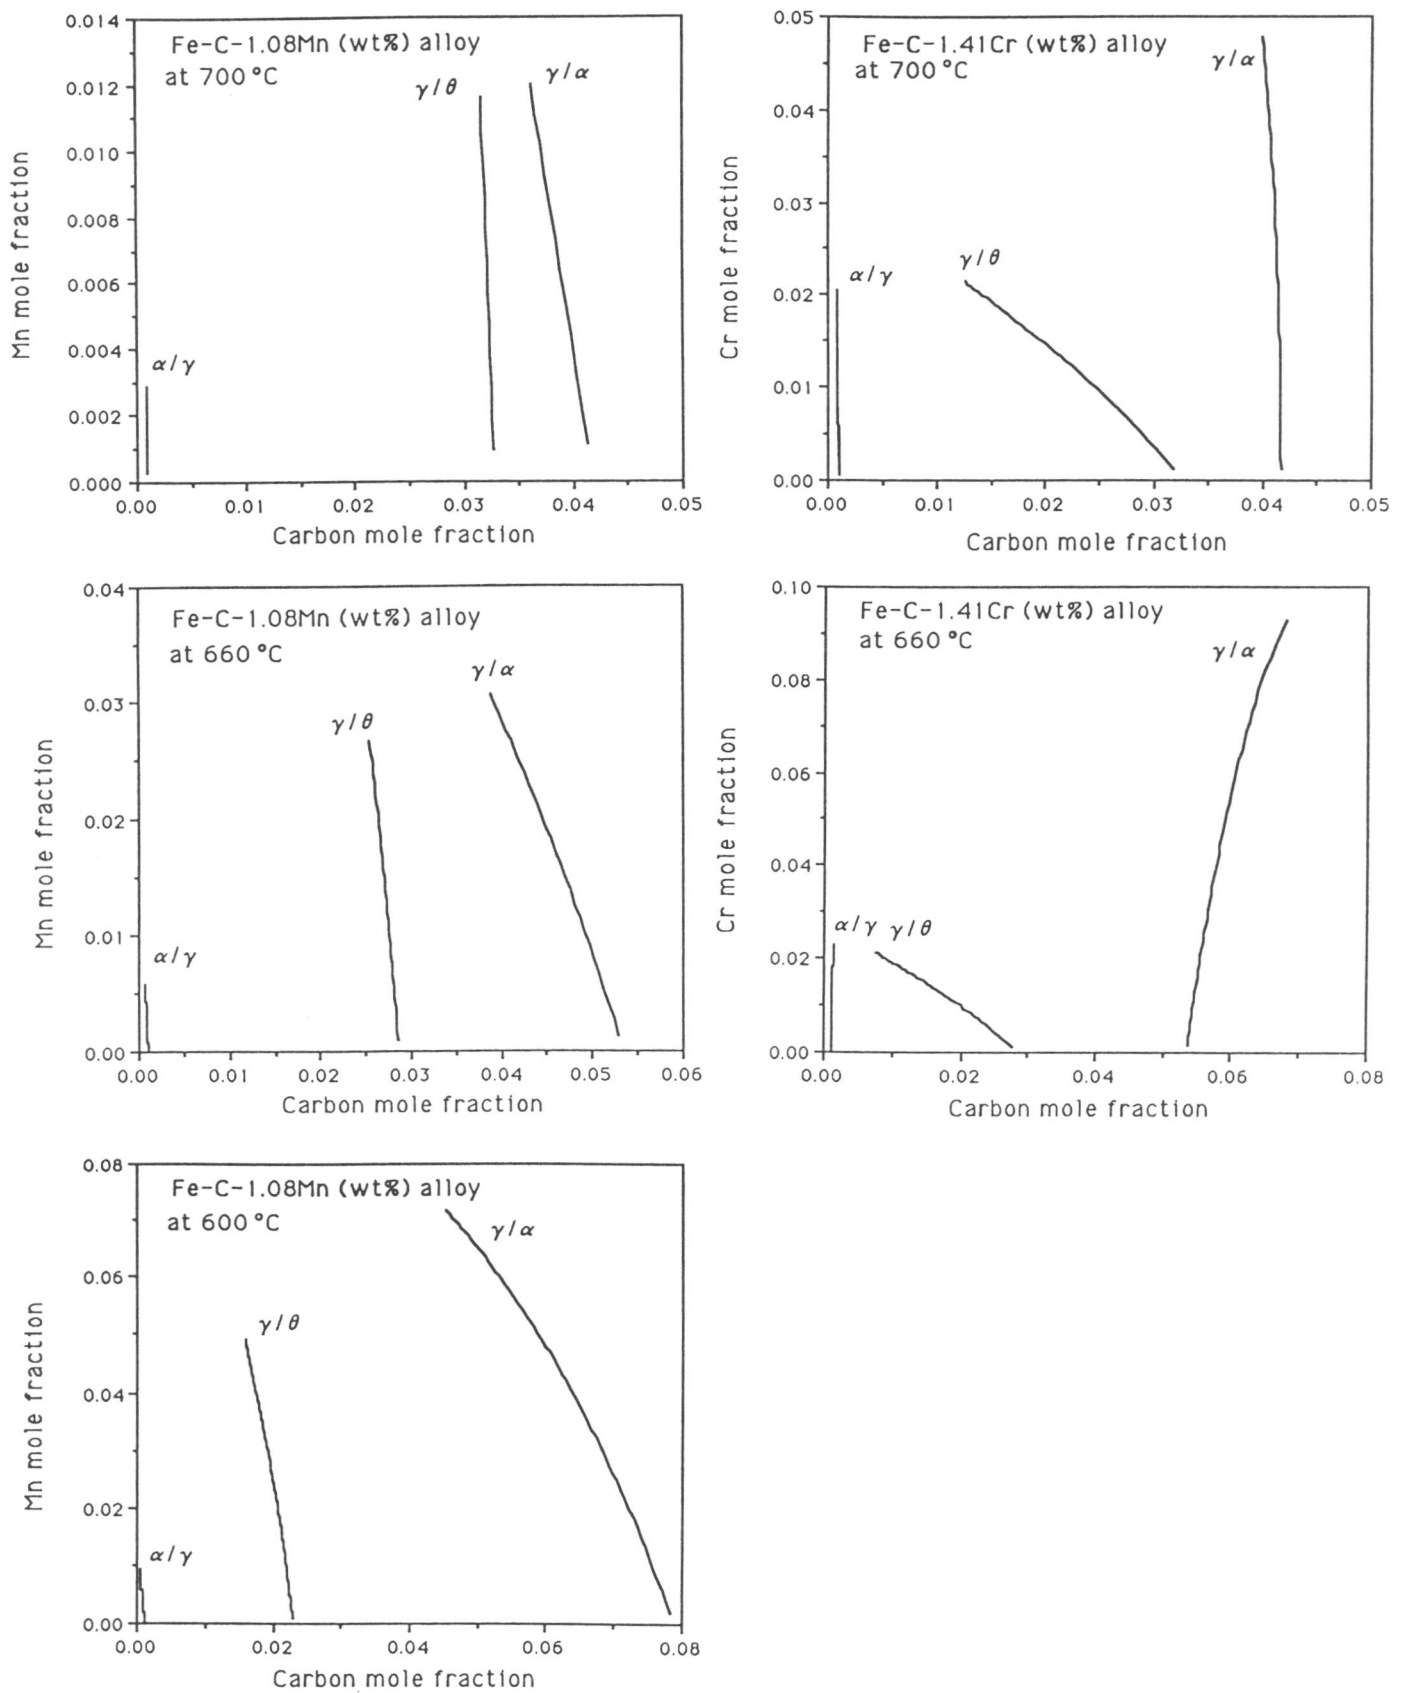 Fe-C-1.08Mn (wt%) alloy
at 700 °C
γ/θ
γ/α
α/γ
0.014
0.012
0.010
0.008
0.006
0.004
0.002
0.000
0.00 0.01 0.02 0.03 0.04 0.05
Mn mole fraction
Carbon mole fraction
Fe-C-1.41Cr (wt%) alloy
at 700 °C
γ/α
γ/θ
α/γ
0.05
0.04
0.03
0.02
0.01
0.00
0.00 0.01 0.02 0.03 0.04 0.05
Cr mole fraction
Carbon mole fraction
Fe-C-1.08Mn (wt%) alloy
at 660 °C
γ/α
γ/θ
α/γ
0.04
0.03
0.02
0.01
0.00
0.00 0.01 0.02 0.03 0.04 0.05 0.06
Mn mole fraction
Carbon mole fraction
Fe-C-1.41Cr (wt%) alloy
at 660 °C
γ/α
α/γ γ/θ
0.10
0.08
0.06
0.04
0.02
0.00
0.00 0.02 0.04 0.06 0.08
Cr mole fraction
Carbon mole fraction
Fe-C-1.08Mn (wt%) alloy
at 600 °C
γ/α
γ/θ
α/γ
0.08
0.06
0.04
0.02
0.00
0.00 0.02 0.04 0.06 0.08
Mn mole fraction
Carbon mole fraction